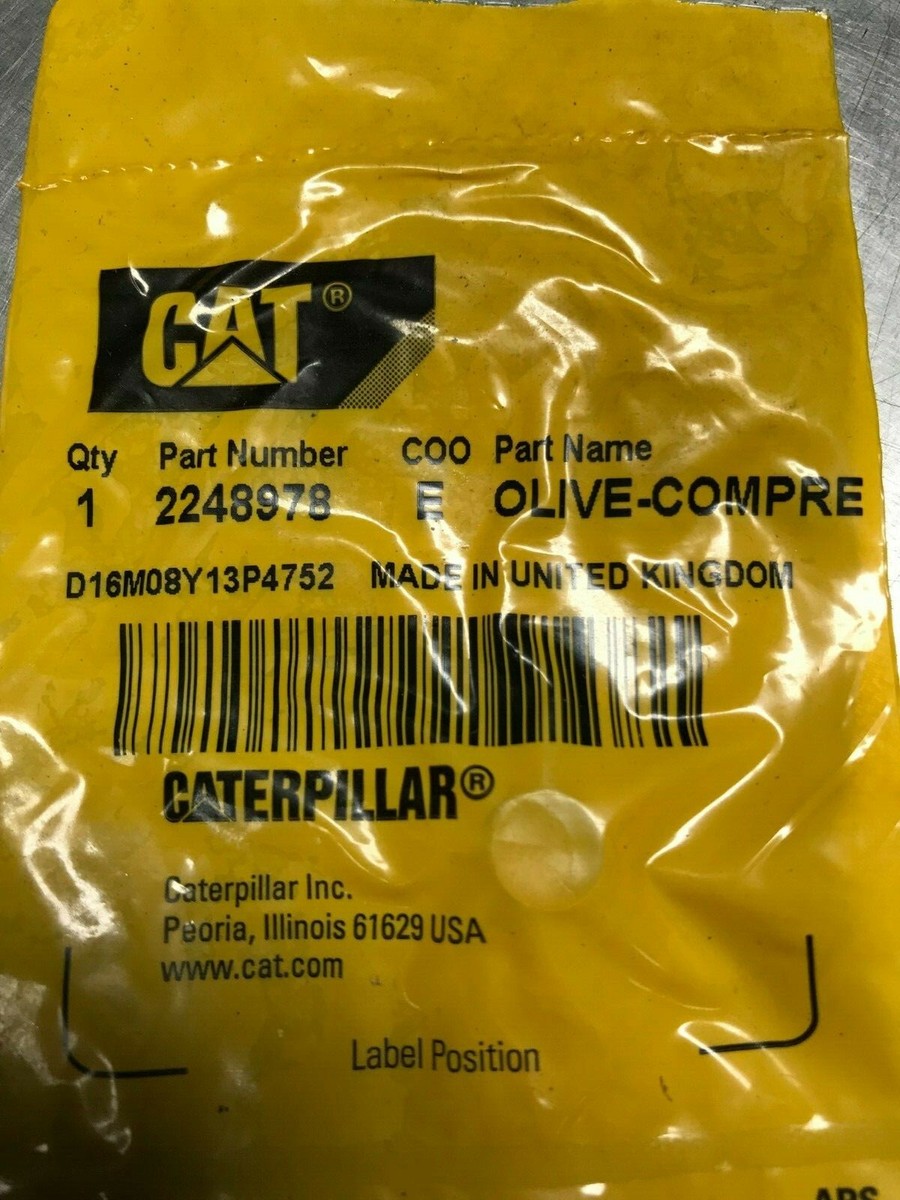 CAT®
Qty Part Number COO Part Name
1 2248978 E OLIVE-COMPRE
D16M08Y13P4752 MADE IN UNITED KINGDOM
CATERPILLAR®
Caterpillar Inc.
Peoria, Illinois 61629 USA
www.cat.com
Label Position